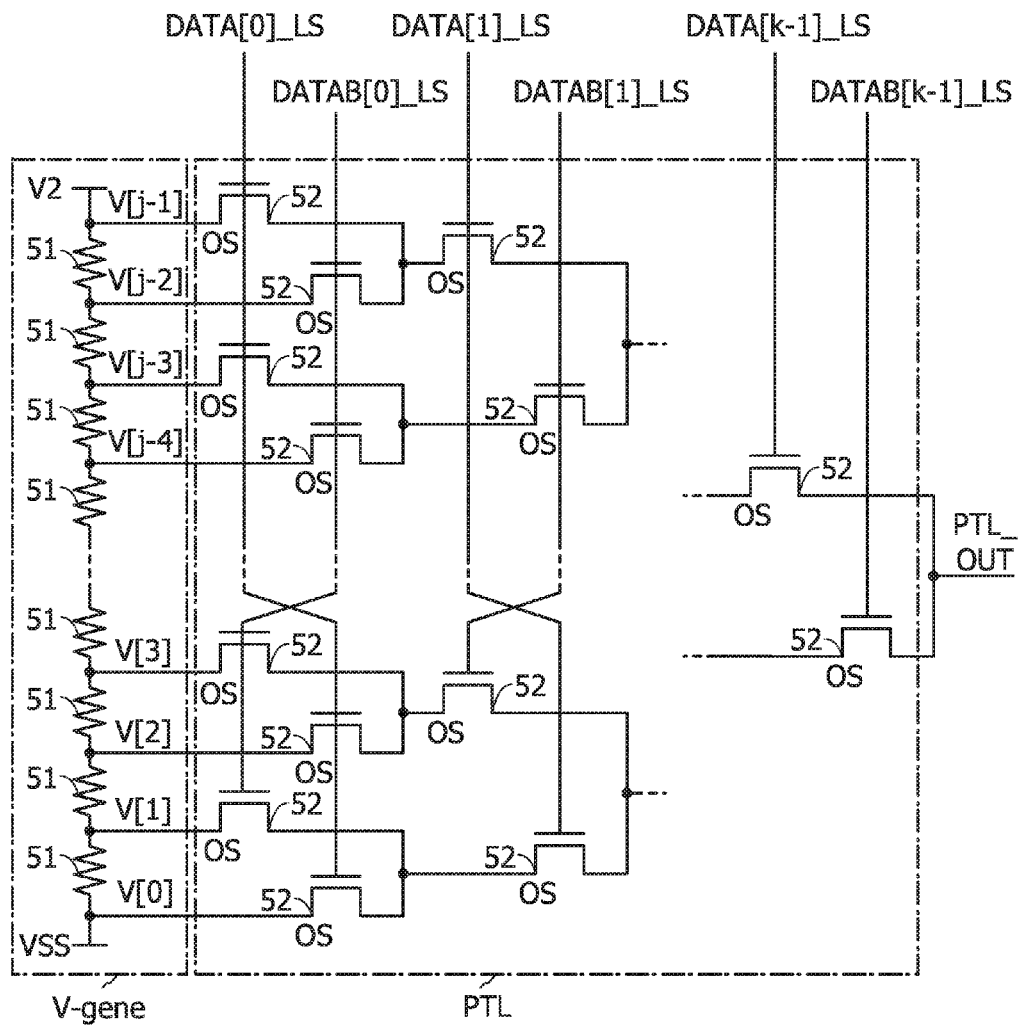 DATA[0]_LS DATA[1]_LS DATA[k-1]_LS
DATAB[0]_LS DATAB[1]_LS DATAB[k-1]_LS
V2 V[j-1] 52
51 OS 52
V[j-2] 52 OS
OS
51 V[j-3] 52
OS 52
51 V[j-4] 52 OS
51 OS 52
OS
PTL_
OUT
51 52
V[3] 52
OS 52
51 OS
V[2] 52 OS
OS
51 V[1] 52
OS
51 52
V[0] 52 OS
OS
VSS
V-gene PTL